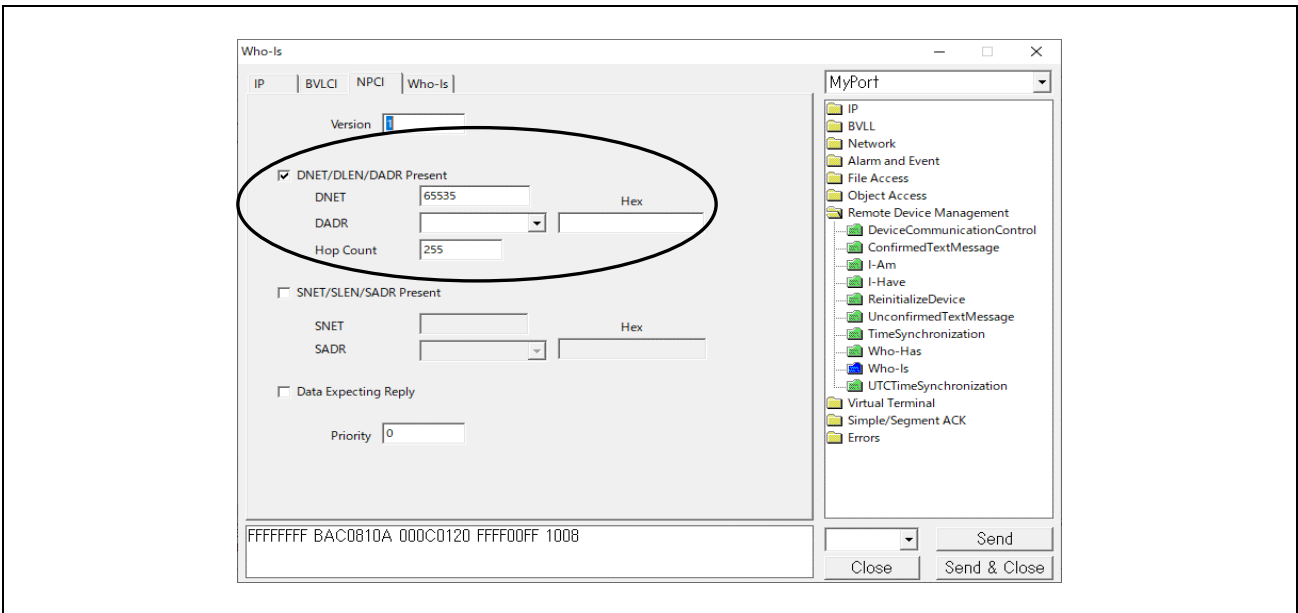 Who-Is
IP BVLCI NPCI Who-Is
Version 1
DNET/DLEN/DADR Present
DNET 65535 Hex
DADR
Hop Count 255
SNET/SLEN/SADR Present
SNET Hex
SADR
Data Expecting Reply
Priority 0
FFFFFFFF BAC0810A 000C0120 FFFF00FF 1008
MyPort
IP
BVLL
Network
Alarm and Event
File Access
Object Access
Remote Device Management
DeviceCommunicationControl
ConfirmedTextMessage
I-Am
I-Have
ReinitializeDevice
UnconfirmedTextMessage
TimeSynchronization
Who-Has
Who-Is
UTCTimeSynchronization
Virtual Terminal
Simple/Segment ACK
Errors
Send
Close Send & Close